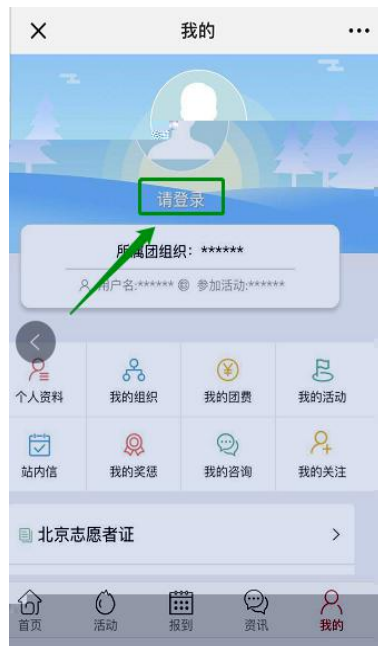 我的
请登录
所属团组织：******
用户名:****** 参加活动:******
个人资料 我的组织 我的团费 我的活动
站内信 我的奖惩 我的咨询 我的关注
北京志愿者证
首页 活动 报到 资讯 我的